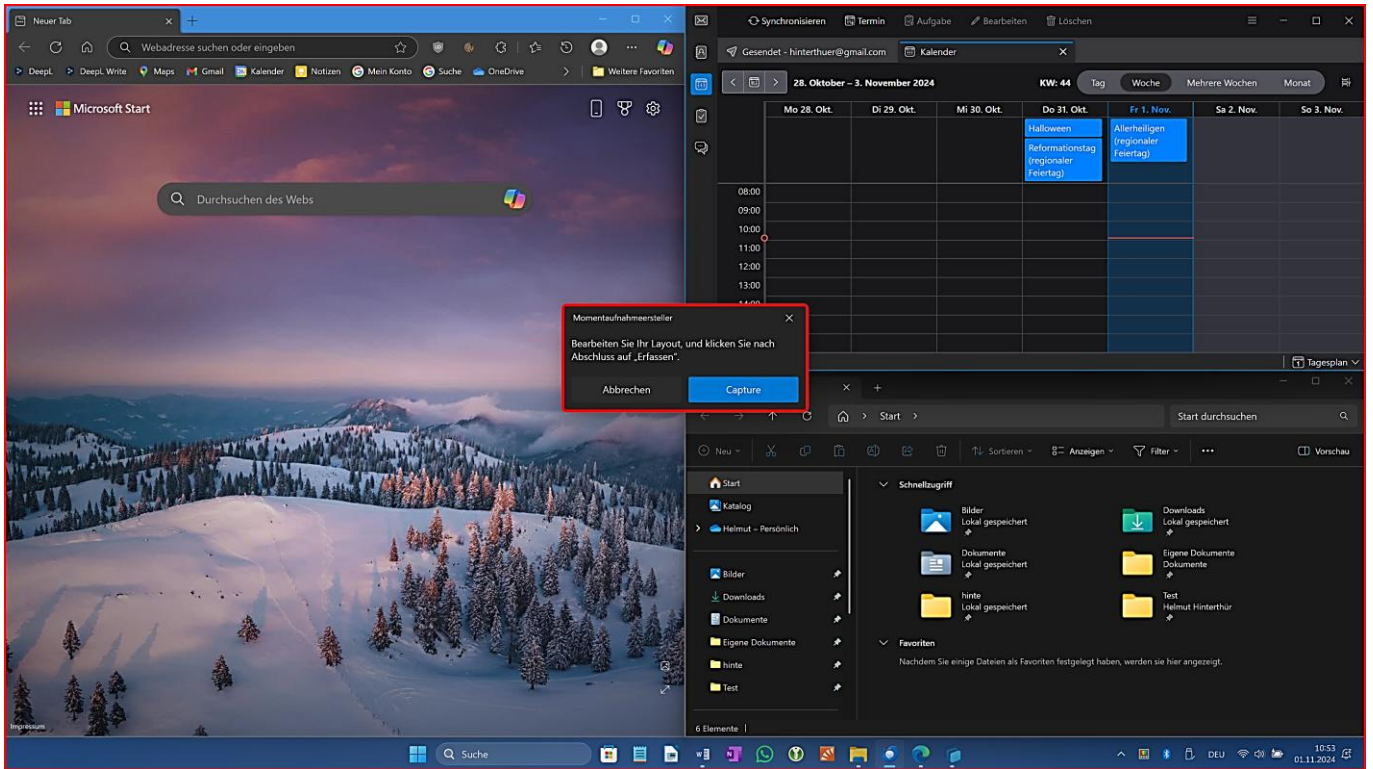 Neuer Tab
Webadresse suchen oder eingeben
DeepL
DeepL Write
Maps
Gmail
Kalender
Notizen
Mein Konto
Suche
OneDrive
Weitere Favoriten
Microsoft Start
Durchsuchen des Webs
Impressum
Synchronisieren
Termin
Aufgabe
Bearbeiten
Löschen
Gesendet - hinterthuer@gmail.com
Kalender
28. Oktober – 3. November 2024
KW: 44
Tag
Woche
Mehrere Wochen
Monat
Mo 28. Okt.
Di 29. Okt.
Mi 30. Okt.
Do 31. Okt.
Fr 1. Nov.
Sa 2. Nov.
So 3. Nov.
Halloween
Reformationstag
(regionaler
Feiertag)
Allerheiligen
(regionaler
Feiertag)
08:00
09:00
10:00
11:00
12:00
13:00
Tagesplan
Momentaufnahmeersteller
Bearbeiten Sie Ihr Layout, und klicken Sie nach
Abschluss auf „Erfassen“.
Abbrechen
Capture
Start
Start durchsuchen
Neu
Sortieren
Anzeigen
Filter
Vorschau
Start
Katalog
Helmut – Persönlich
Bilder
Downloads
Dokumente
Eigene Dokumente
hinte
Test
Schnellzugriff
Bilder
Lokal gespeichert
Downloads
Lokal gespeichert
Dokumente
Lokal gespeichert
Eigene Dokumente
Dokumente
hinte
Lokal gespeichert
Test
Helmut Hinterthür
Favoriten
Nachdem Sie einige Dateien als Favoriten festgelegt haben, werden sie hier angezeigt.
6 Elemente
Suche
DEU
10:53
01.11.2024